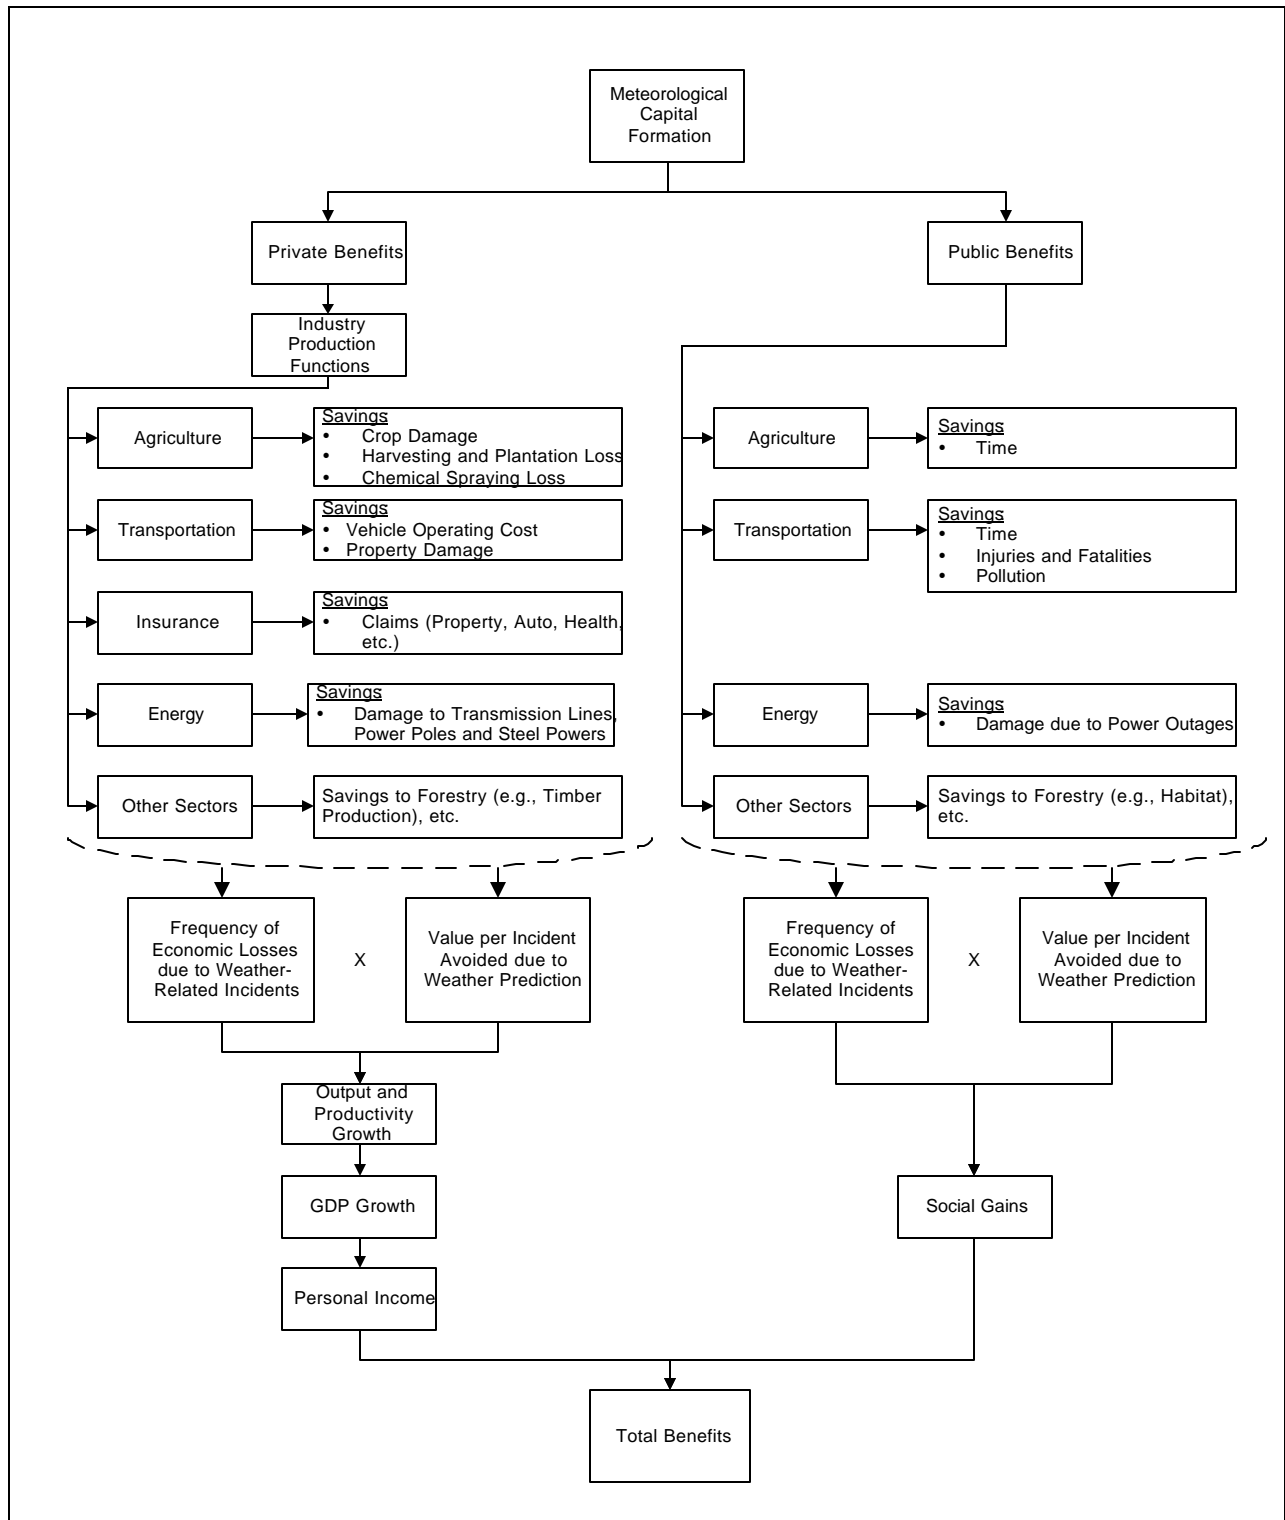 Meteorological
Capital
Formation
Private Benefits
Public Benefits
Industry
Production
Functions
Agriculture
Savings:
• Crop Damage
• Harvesting and Plantation Loss
• Chemical Spraying Loss
Agriculture
Savings:
• Time
Transportation
Savings:
• Vehicle Operating Cost
• Property Damage
Transportation
Savings:
• Time
• Injuries and Fatalities
• Pollution
Insurance
Savings:
• Claims (Property, Auto, Health,
etc.)
Energy
Savings:
• Damage to Transmission Lines,
Power Poles and Steel Powers
Energy
Savings:
• Damage due to Power Outages
Other Sectors
Savings to Forestry (e.g., Timber
Production), etc.
Other Sectors
Savings to Forestry (e.g., Habitat),
etc.
Frequency of
Economic Losses
due to Weather-
Related Incidents
X
Value per Incident
Avoided due to
Weather Prediction
Frequency of
Economic Losses
due to Weather-
Related Incidents
X
Value per Incident
Avoided due to
Weather Prediction
Output and
Productivity
Growth
GDP Growth
Social Gains
Personal Income
Total Benefits